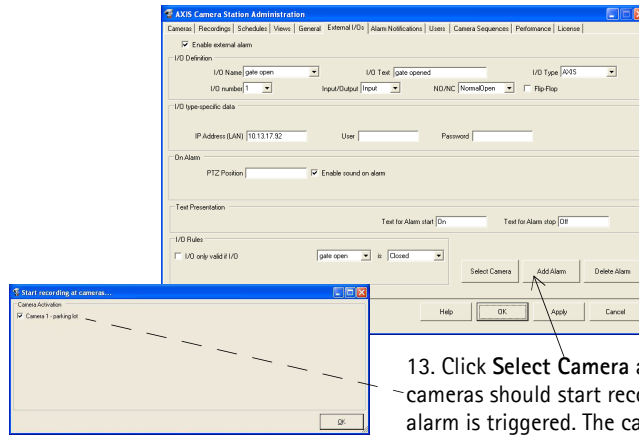 AXIS Camera Station Administration
Cameras Recordings Schedules Views General External I/Os Alarm Notifications Users Camera Sequences Performance License
Enable external alarm
I/O Definition
I/O Name gate open I/O Text gate opened I/O Type AXIS
I/O number 1 Input/Output Input NO/NC NormalOpen Flip-Flop
I/O type-specific data
IP Address (LAN) 10.13.17.92 User Password
On Alarm
PTZ Position Enable sound on alarm
Text Presentation
Text for Alarm start On Text for Alarm stop Off
I/O Rules
I/O only valid if I/O gate open is Closed
Select Camera Add Alarm Delete Alarm
Help OK Apply Cancel
Start recording at cameras...
Camera Activation
Camera 1 - parking lot
OK
13. Click Select Camera a
cameras should start reco
alarm is triggered. The ca